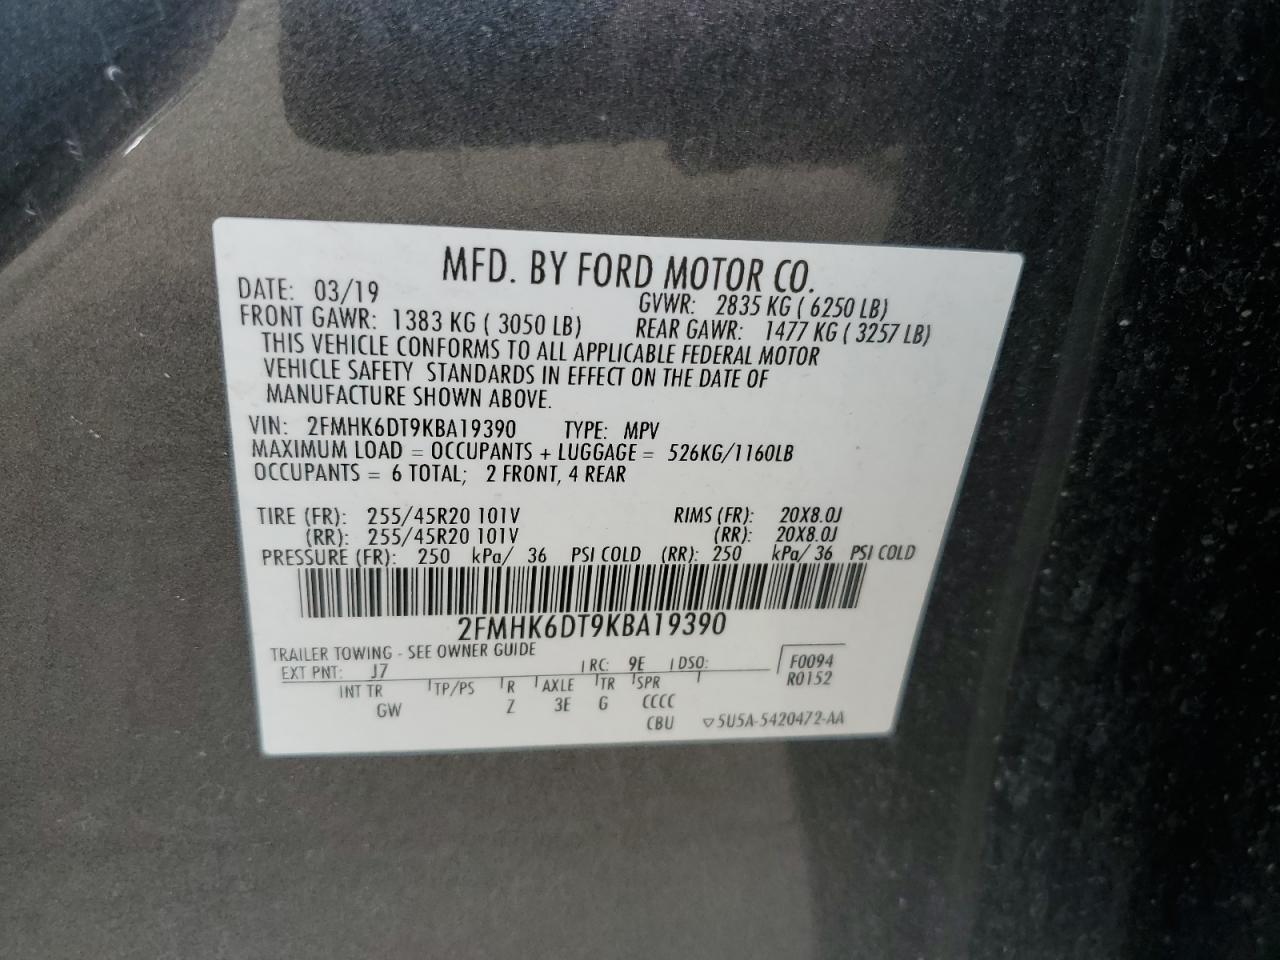 MFD. BY FORD MOTOR CO.
DATE: 03/19 GVWR: 2835 KG ( 6250 LB)
FRONT GAWR: 1383 KG ( 3050 LB) REAR GAWR: 1477 KG ( 3257 LB)
THIS VEHICLE CONFORMS TO ALL APPLICABLE FEDERAL MOTOR
VEHICLE SAFETY STANDARDS IN EFFECT ON THE DATE OF
MANUFACTURE SHOWN ABOVE.
VIN: 2FMHK6DT9KBA19390 TYPE: MPV
MAXIMUM LOAD = OCCUPANTS + LUGGAGE = 526KG/1160LB
OCCUPANTS = 6 TOTAL; 2 FRONT, 4 REAR
TIRE (FR): 255/45R20 101V RIMS (FR): 20X8.0J
(RR): 255/45R20 101V (RR): 20X8.0J
PRESSURE (FR): 250 kPa/ 36 PSI COLD (RR): 250 kPa/ 36 PSI COLD
2FMHK6DT9KBA19390
TRAILER TOWING - SEE OWNER GUIDE
EXT PNT: J7 RC: 9E DSO: F0094
R0152
INT TR TP/PS R AXLE TR SPR
GW Z 3E G CCCC
CBU ▽5U5A-5420472-AA